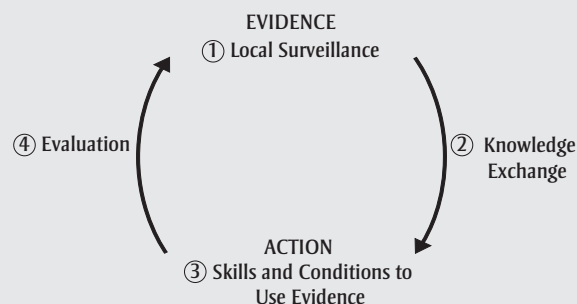 EVIDENCE
① Local Surveillance
② Knowledge
Exchange
④ Evaluation
ACTION
③ Skills and Conditions to
Use Evidence